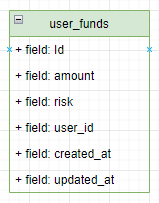 user_funds
+ field: Id
+ field: amount
+ field: risk
+ field: user_id
+ field: created_at
+ field: updated_at